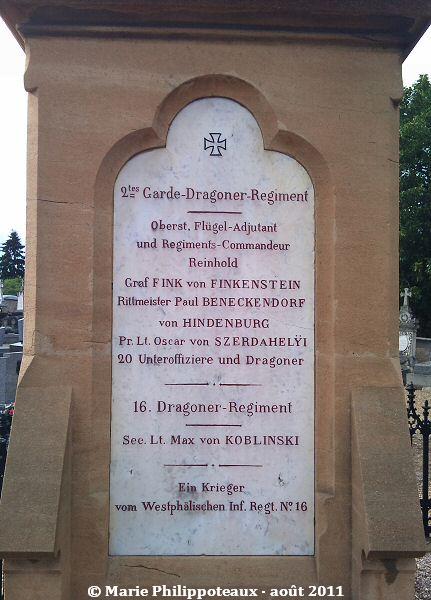 2tes Garde-Dragoner-Regiment
Oberst, Flügel-Adjutant
und Regiments-Commandeur
Reinhold
Graf FINK von FINKENSTEIN
Rittmeister Paul BENECKENDORF
von HINDENBURG
Pr. Lt. Oscar von SZERDAHELŸI
20 Unteroffiziere und Dragoner
16. Dragoner-Regiment
Sec. Lt. Max von KOBLINSKI
Ein Krieger
vom Westphälischen Inf. Regt. No 16
© Marie Philippoteaux - août 2011